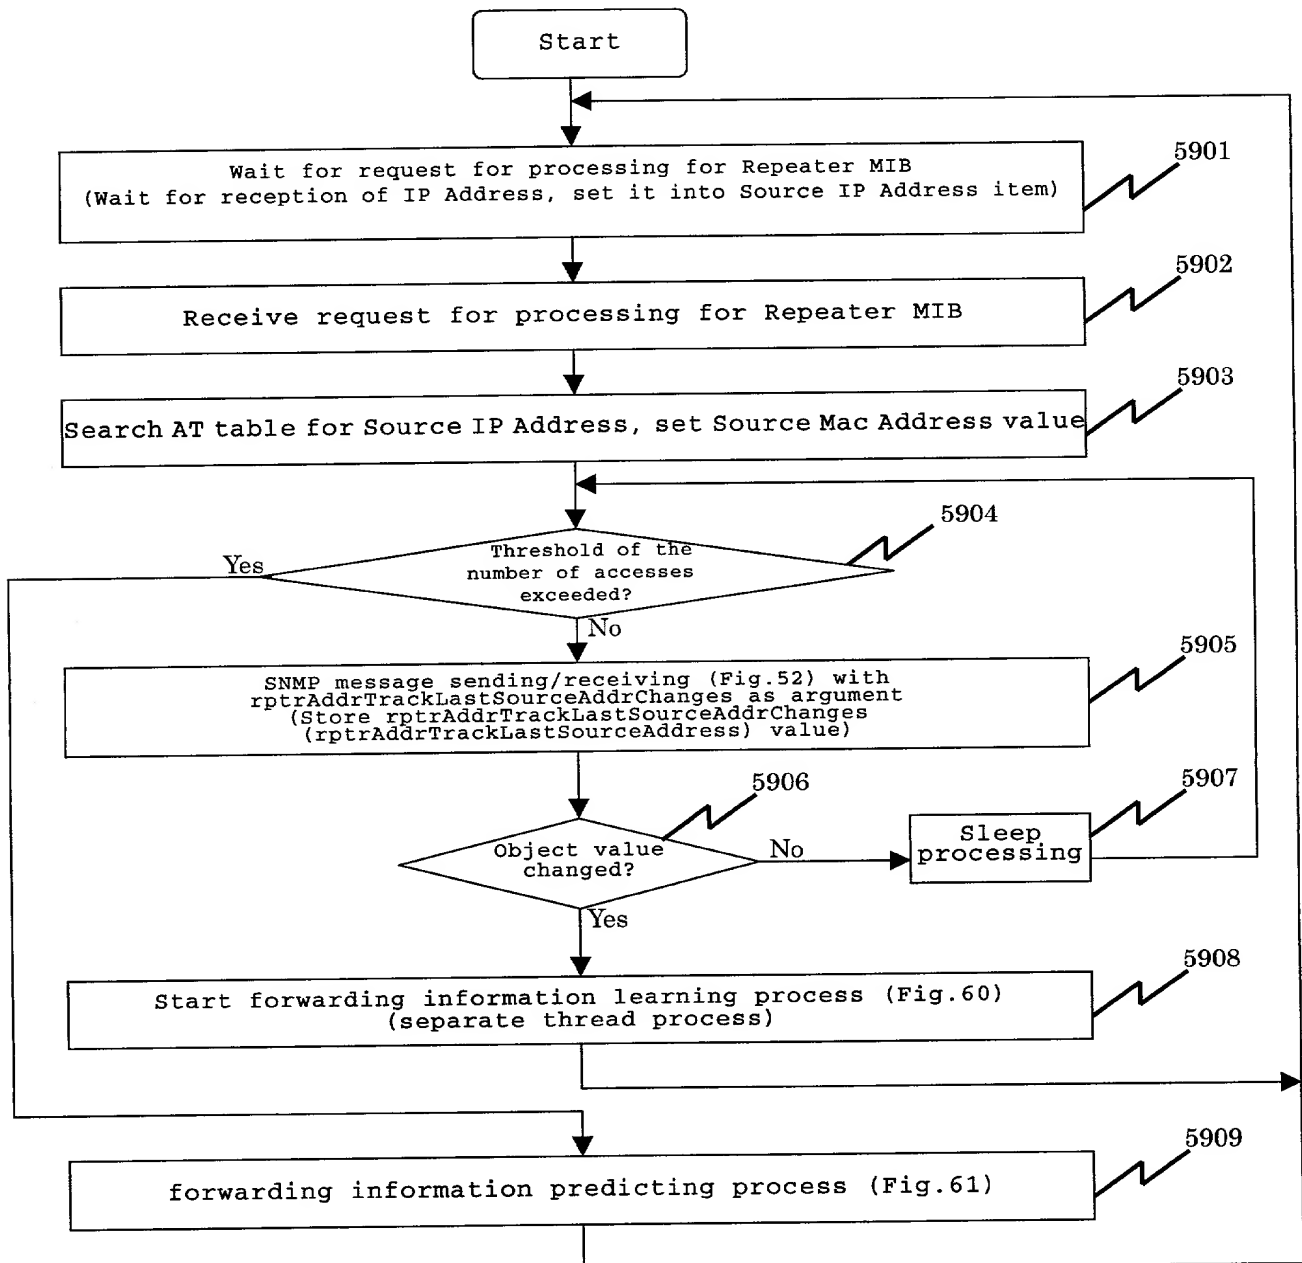 Start
Wait for request for processing for Repeater MIB
(Wait for reception of IP Address, set it into Source IP Address item)
5901
5902
Receive request for processing for Repeater MIB
5903
Search AT table for Source IP Address, set Source Mac Address value
5904
Yes
Threshold of the
number of accesses
exceeded?
No
5905
SNMP message sending/receiving (Fig.52) with
rptrAddrTrackLastSourceAddrChanges as argument
(Store rptrAddrTrackLastSourceAddrChanges
(rptrAddrTrackLastSourceAddress) value)
5906
5907
Object value
changed?
No
Sleep
processing
Yes
5908
Start forwarding information learning process (Fig.60)
(separate thread process)
5909
forwarding information predicting process (Fig.61)